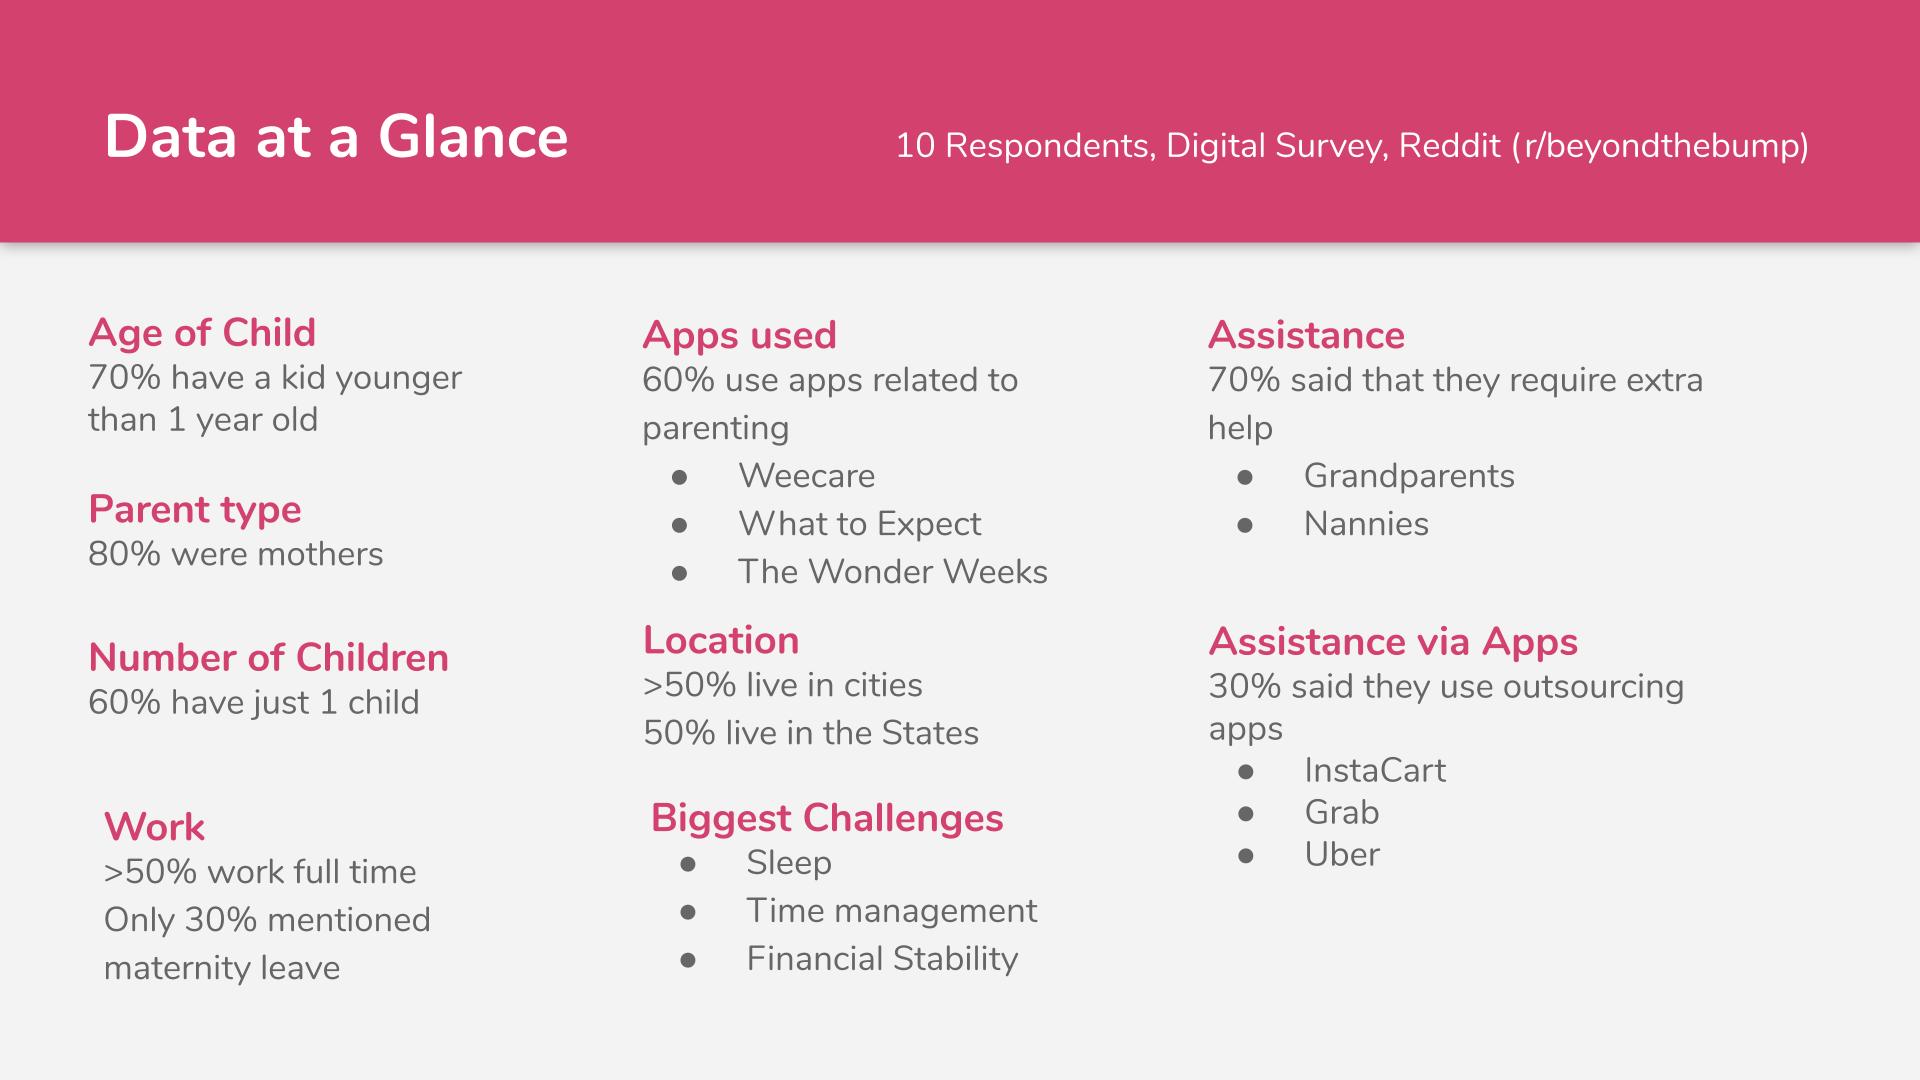 Data at a Glance
10 Respondents, Digital Survey, Reddit (r/beyondthebump)
Age of Child
70% have a kid younger
than 1 year old
Parent type
80% were mothers
Number of Children
60% have just 1 child
Work
>50% work full time
Only 30% mentioned
maternity leave
Apps used
60% use apps related to
parenting
● Weecare
● What to Expect
● The Wonder Weeks
Location
>50% live in cities
50% live in the States
Biggest Challenges
● Sleep
● Time management
● Financial Stability
Assistance
70% said that they require extra
help
● Grandparents
● Nannies
Assistance via Apps
30% said they use outsourcing
apps
● InstaCart
● Grab
● Uber